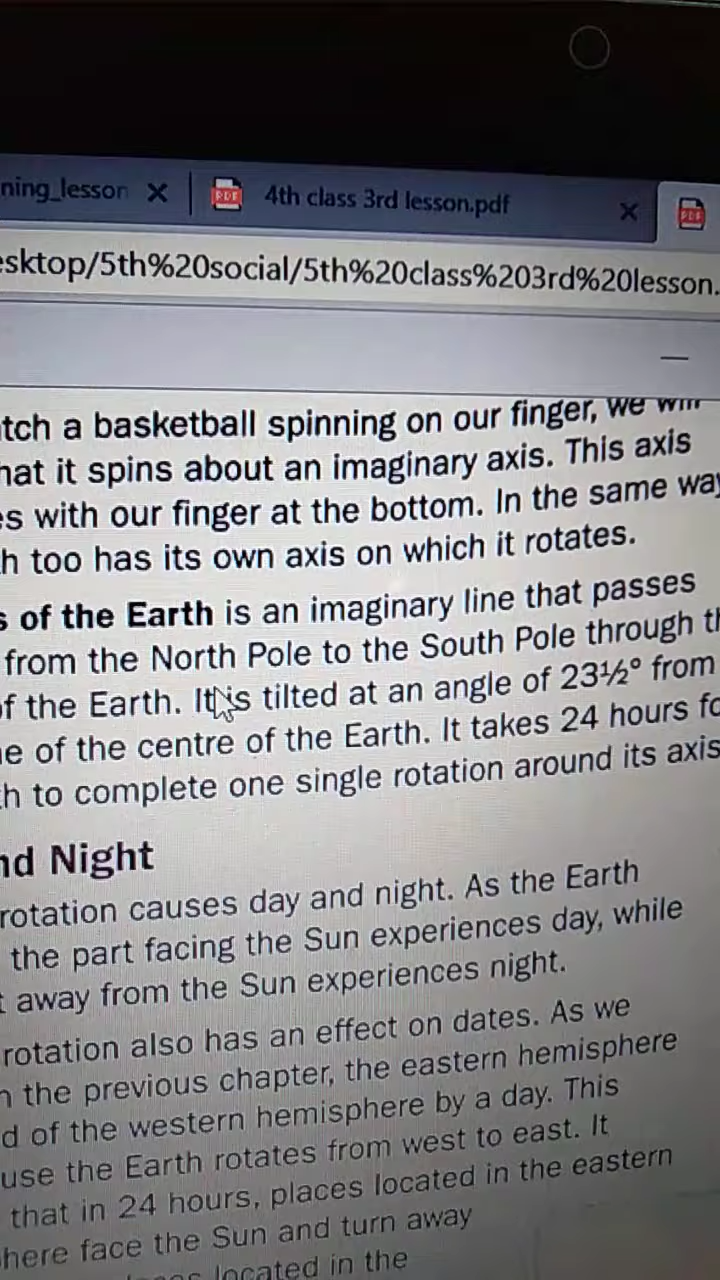 ning_lesson
PDF 4th class 3rd lesson.pdf
PDF
esktop/5th%20social/5th%20class%203rd%20lesson.
tch a basketball spinning on our finger, we will
hat it spins about an imaginary axis. This axis
es with our finger at the bottom. In the same way
h too has its own axis on which it rotates.
s of the Earth is an imaginary line that passes
from the North Pole to the South Pole through th
of the Earth. It is tilted at an angle of 23½° from
ne of the centre of the Earth. It takes 24 hours fo
th to complete one single rotation around its axis
nd Night
rotation causes day and night. As the Earth
the part facing the Sun experiences day, while
t away from the Sun experiences night.
rotation also has an effect on dates. As we
n the previous chapter, the eastern hemisphere
d of the western hemisphere by a day. This
use the Earth rotates from west to east. It
that in 24 hours, places located in the eastern
here face the Sun and turn away
located in the